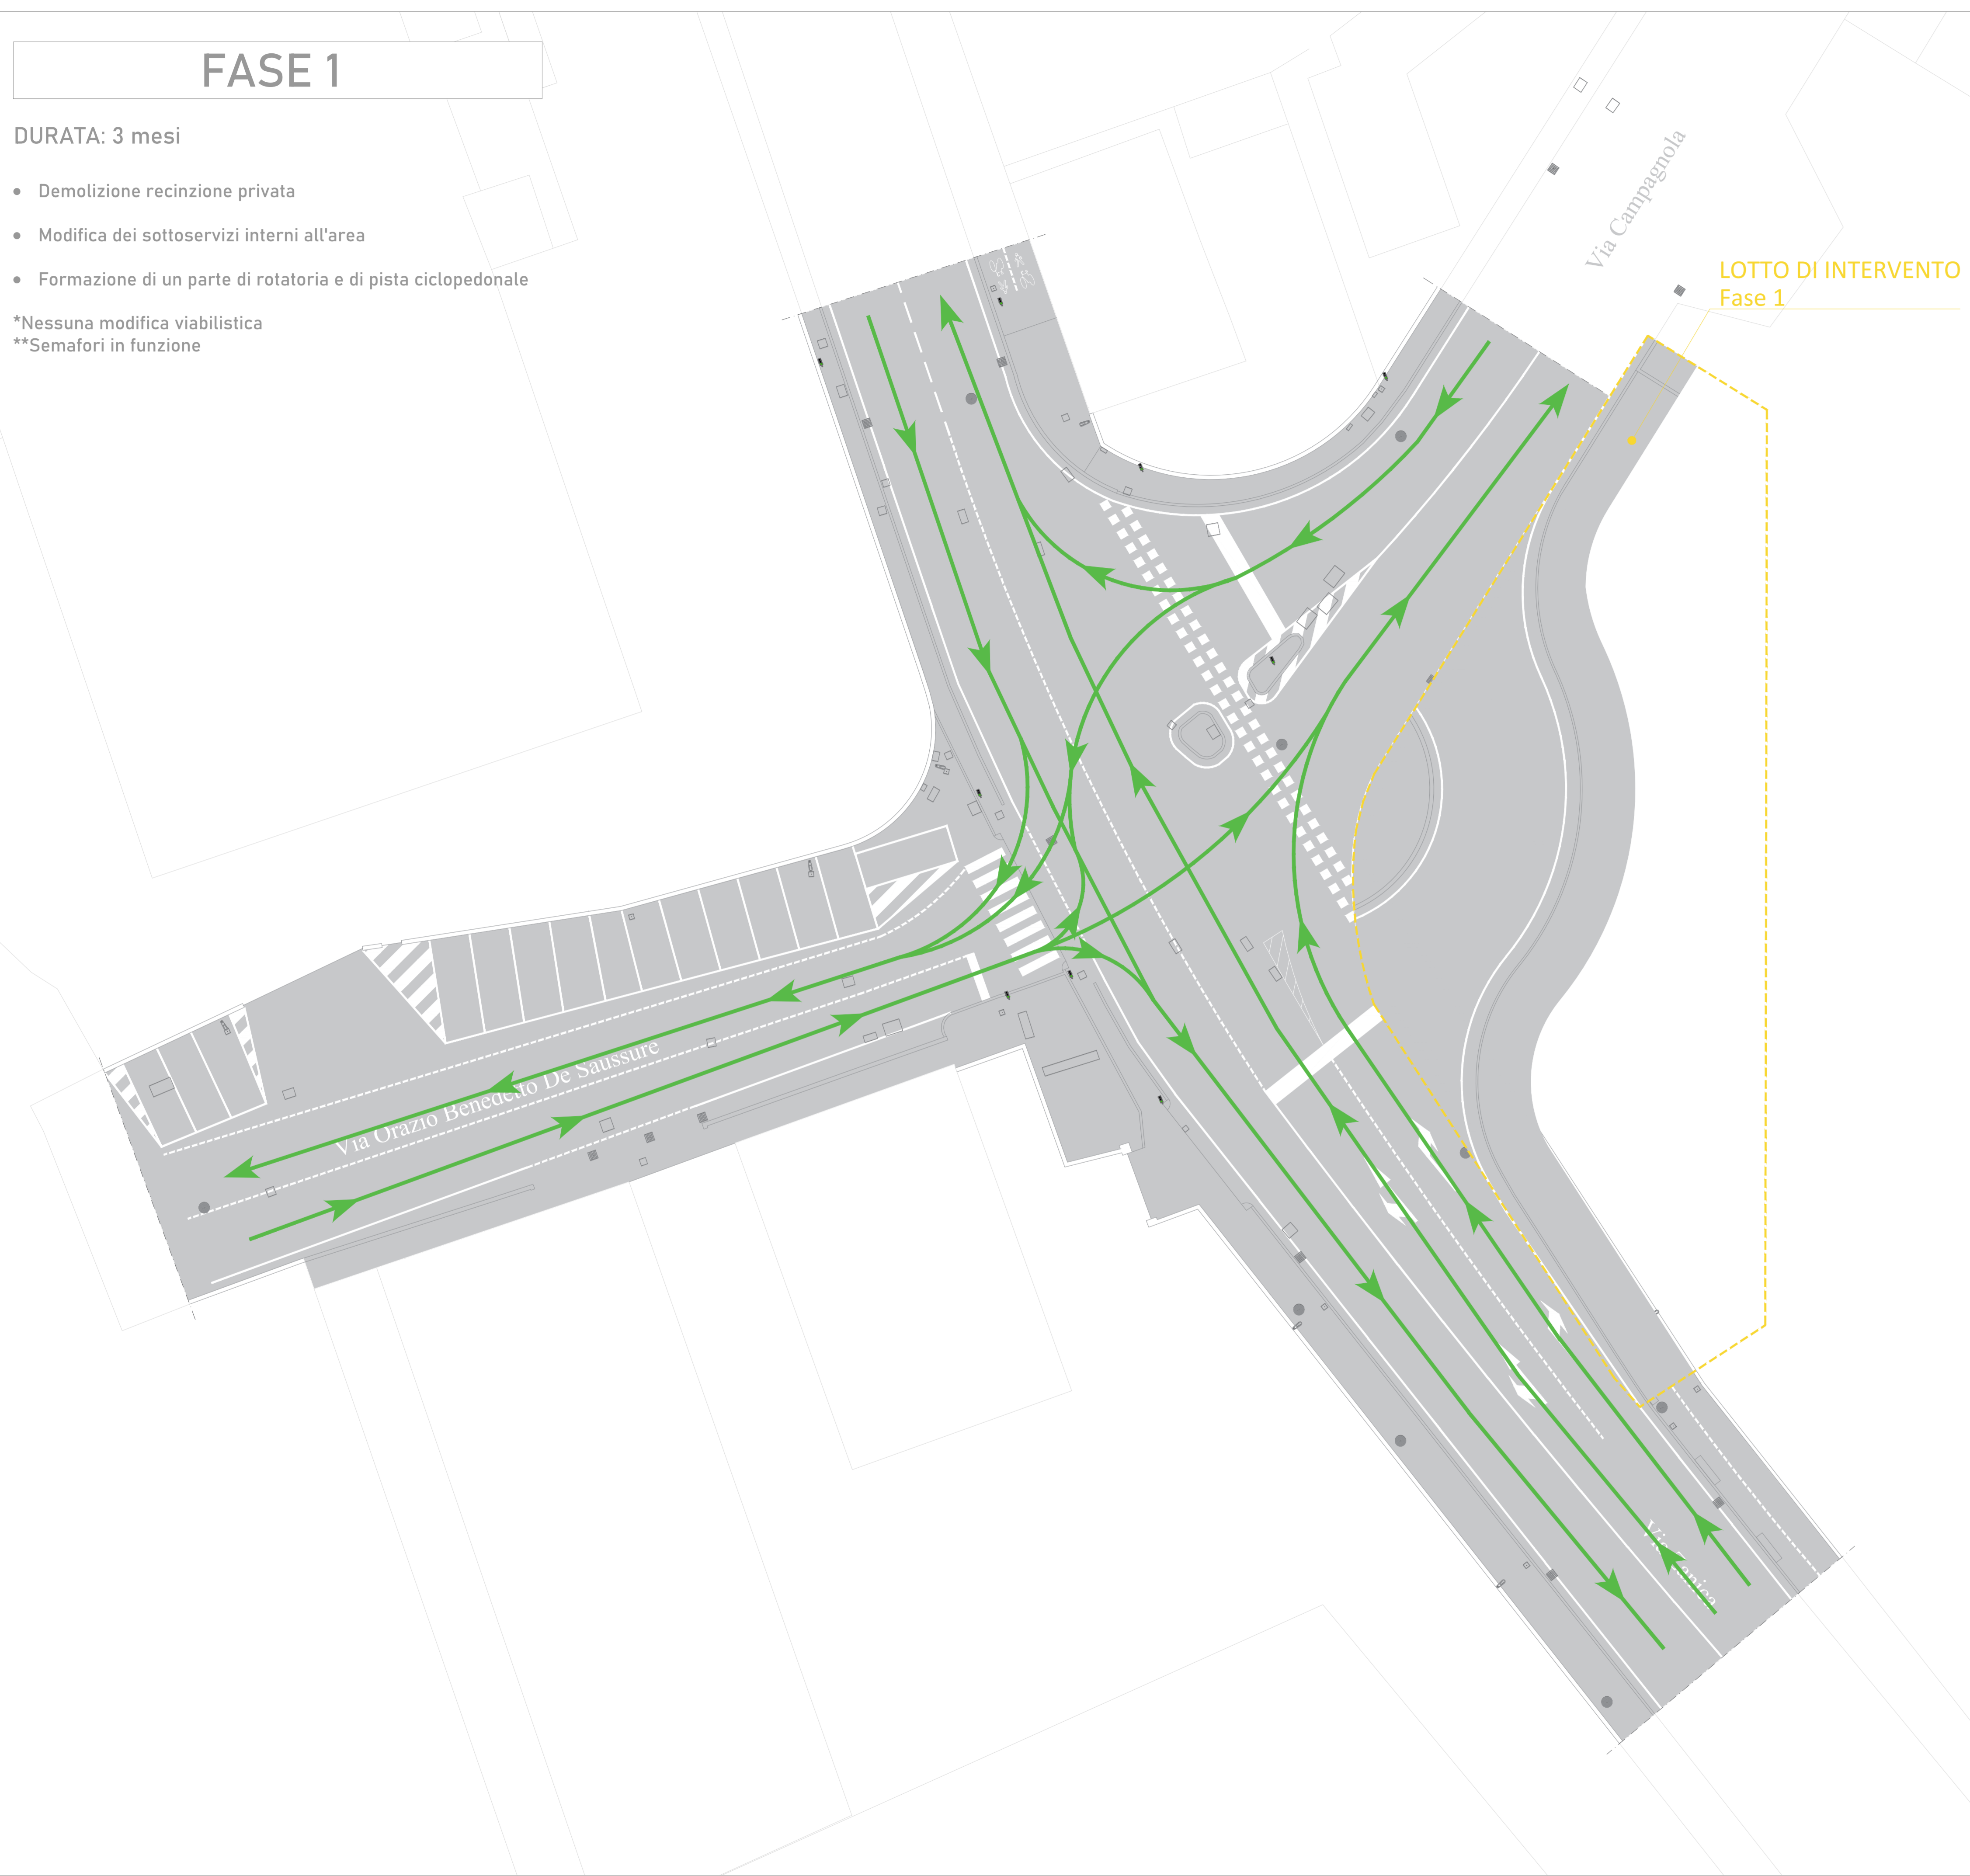 FASE 1
DURATA: 3 mesi
• Demolizione recinzione privata
• Modifica dei sottoservizi interni all'area
• Formazione di un parte di rotatoria e di pista ciclopedonale
*Nessuna modifica viabilistica
**Semafori in funzione
Via Campagnola
LOTTO DI INTERVENTO
Fase 1
Via Orazio Benedetto De Saussure
Via